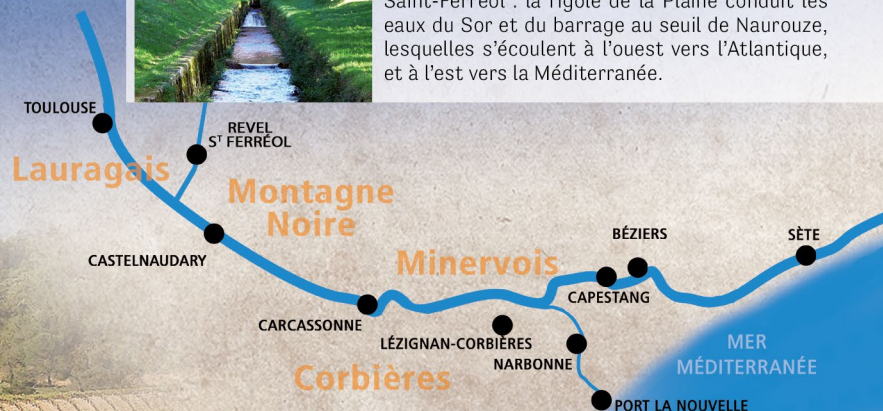 Saint-Ferréol : la rigole de la Plaine conduit les
eaux du Sor et du barrage au seuil de Naurouze,
lesquelles s’écoulent à l’ouest vers l’Atlantique,
et à l’est vers la Méditerranée.
TOULOUSE
REVEL
Sᵀ FERRÉOL
Lauragais
Montagne
Noire
CASTELNAUDARY
BÉZIERS
SÈTE
Minervois
CAPESTANG
CARCASSONNE
LÉZIGNAN-CORBIÈRES
NARBONNE
MER
MÉDITERRANÉE
Corbières
PORT LA NOUVELLE